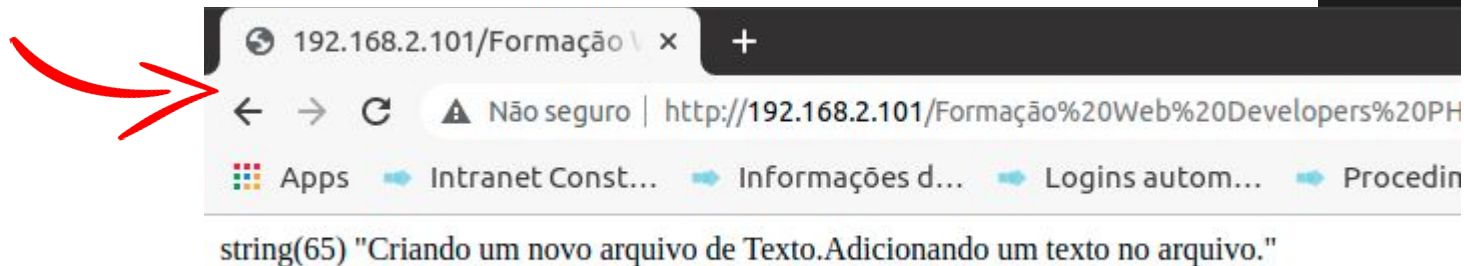 192.168.2.101/Formação
Não seguro | http://192.168.2.101/Formação%20Web%20Developers%20PH
Apps Intranet Const... Informações d... Logins autom... Procedin
string(65) "Criando um novo arquivo de Texto.Adicionando um texto no arquivo."